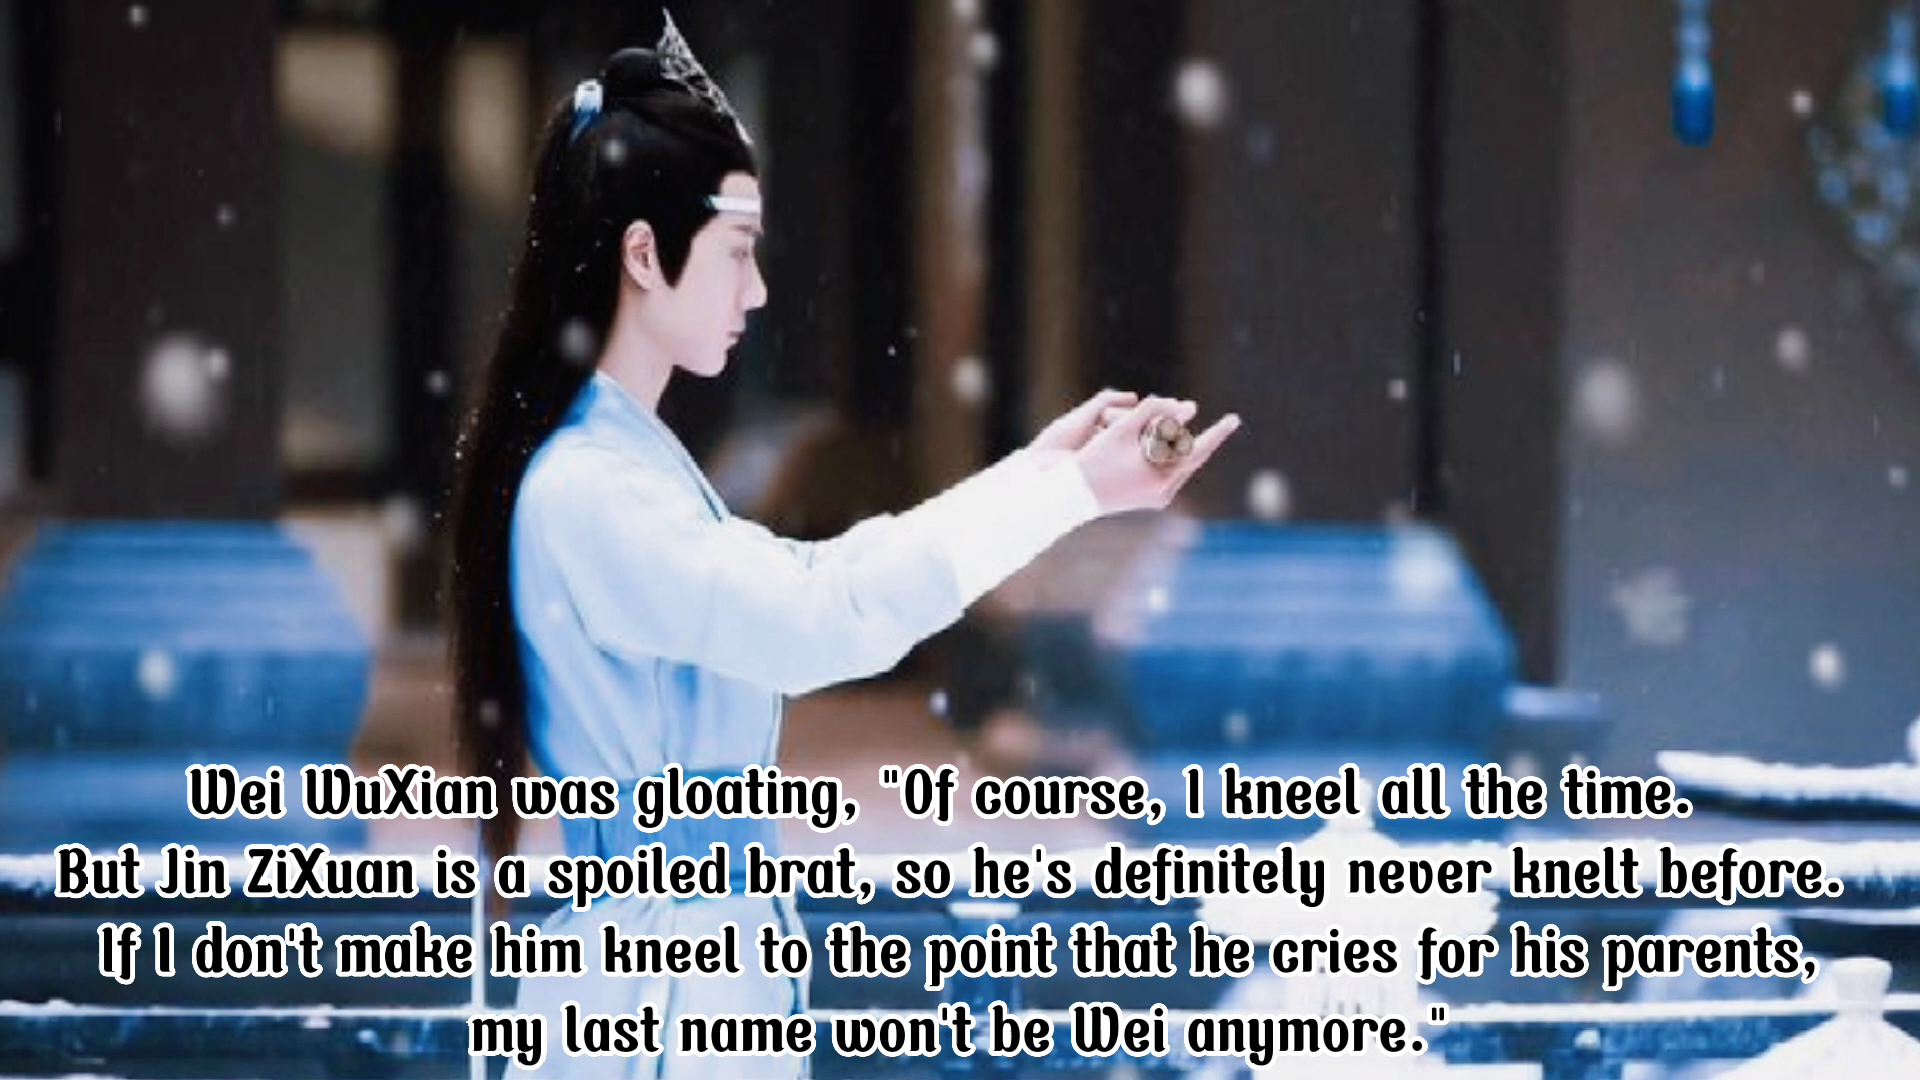 Wei WuXian was gloating, "Of course, I kneel all the time.
But Jin ZiXuan is a spoiled brat, so he's definitely never knelt before.
If I don't make him kneel to the point that he cries for his parents,
my last name won't be Wei anymore."